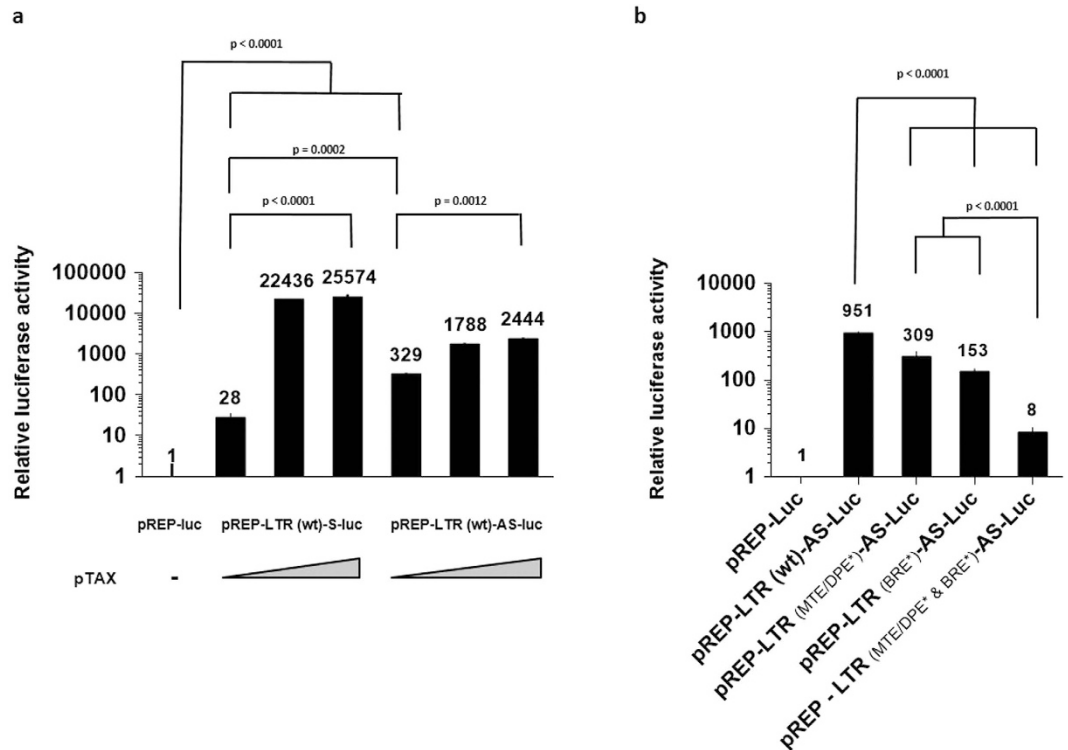 a
p < 0.0001
p = 0.0002
p < 0.0001
p = 0.0012
Relative luciferase activity
100000
10000
1000
100
10
1
1
28
22436
25574
329
1788
2444
pREP-luc
pREP-LTR (wt)-S-luc
pREP-LTR (wt)-AS-luc
pTAX
-
b
p < 0.0001
p < 0.0001
Relative luciferase activity
10000
1000
100
10
1
1
951
309
153
8
pREP-Luc
pREP-LTR (wt)-AS-Luc
pREP-LTR (MTE/DPE*)-AS-Luc
pREP-LTR (BRE*)-AS-Luc
pREP - LTR (MTE/DPE* & BRE*)-AS-Luc